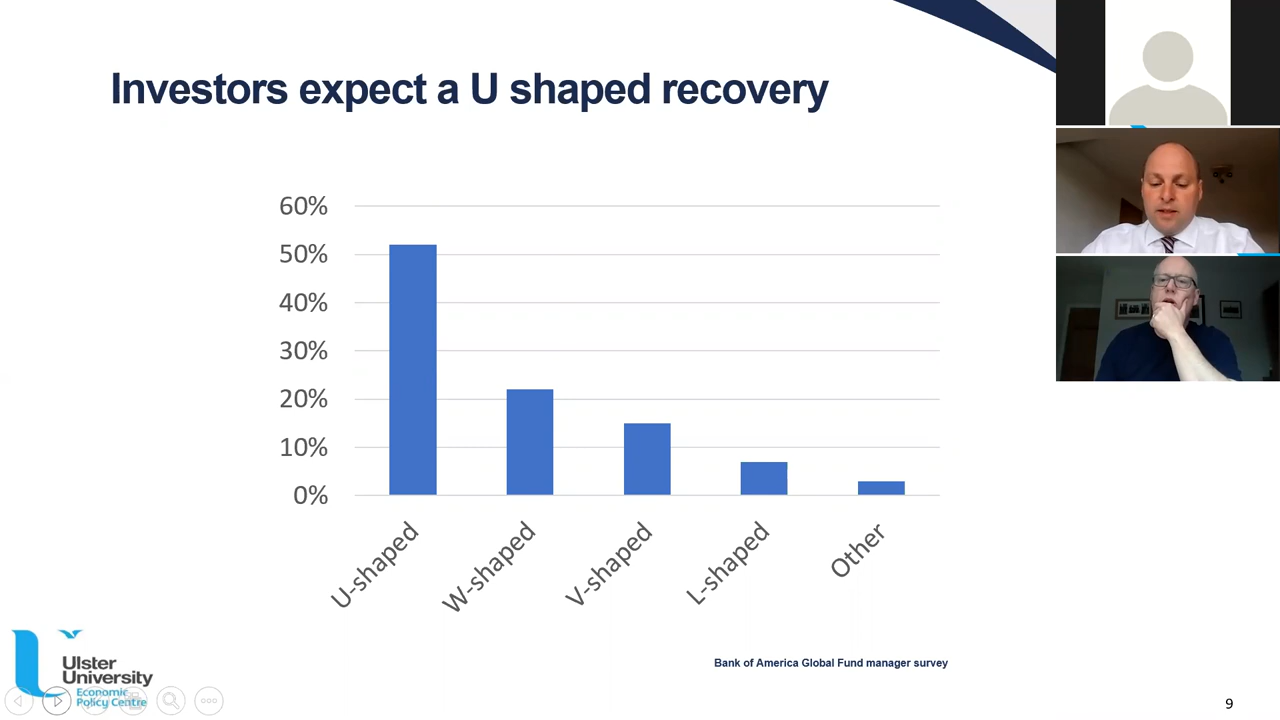 Investors expect a U shaped recovery
60%
50%
40%
30%
20%
10%
0%
U-shaped
W-shaped
V-shaped
L-shaped
Other
Bank of America Global Fund manager survey
Ulster
University
Economic
Policy Centre
9